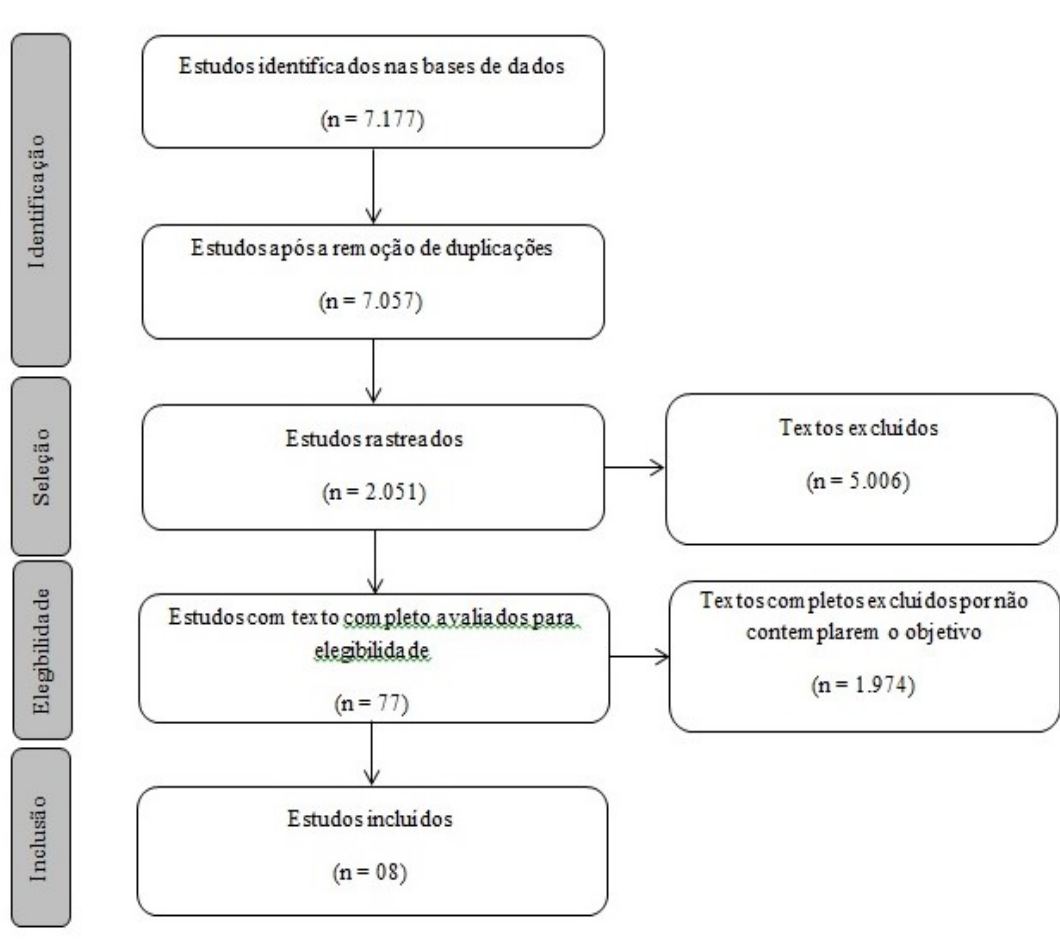 Identificação
Estudos identificados nas bases de dados
(n = 7.177)
Estudos após a remoção de duplicações
(n = 7.057)
Seleção
Estudos rastreados
(n = 2.051)
Textos excluídos
(n = 5.006)
Elegibilidade
Estudos com texto completo avaliados para
elegibilidade
(n = 77)
Textos completos excluídos por não
contemplarem o objetivo
(n = 1.974)
Inclusão
Estudos incluídos
(n = 08)